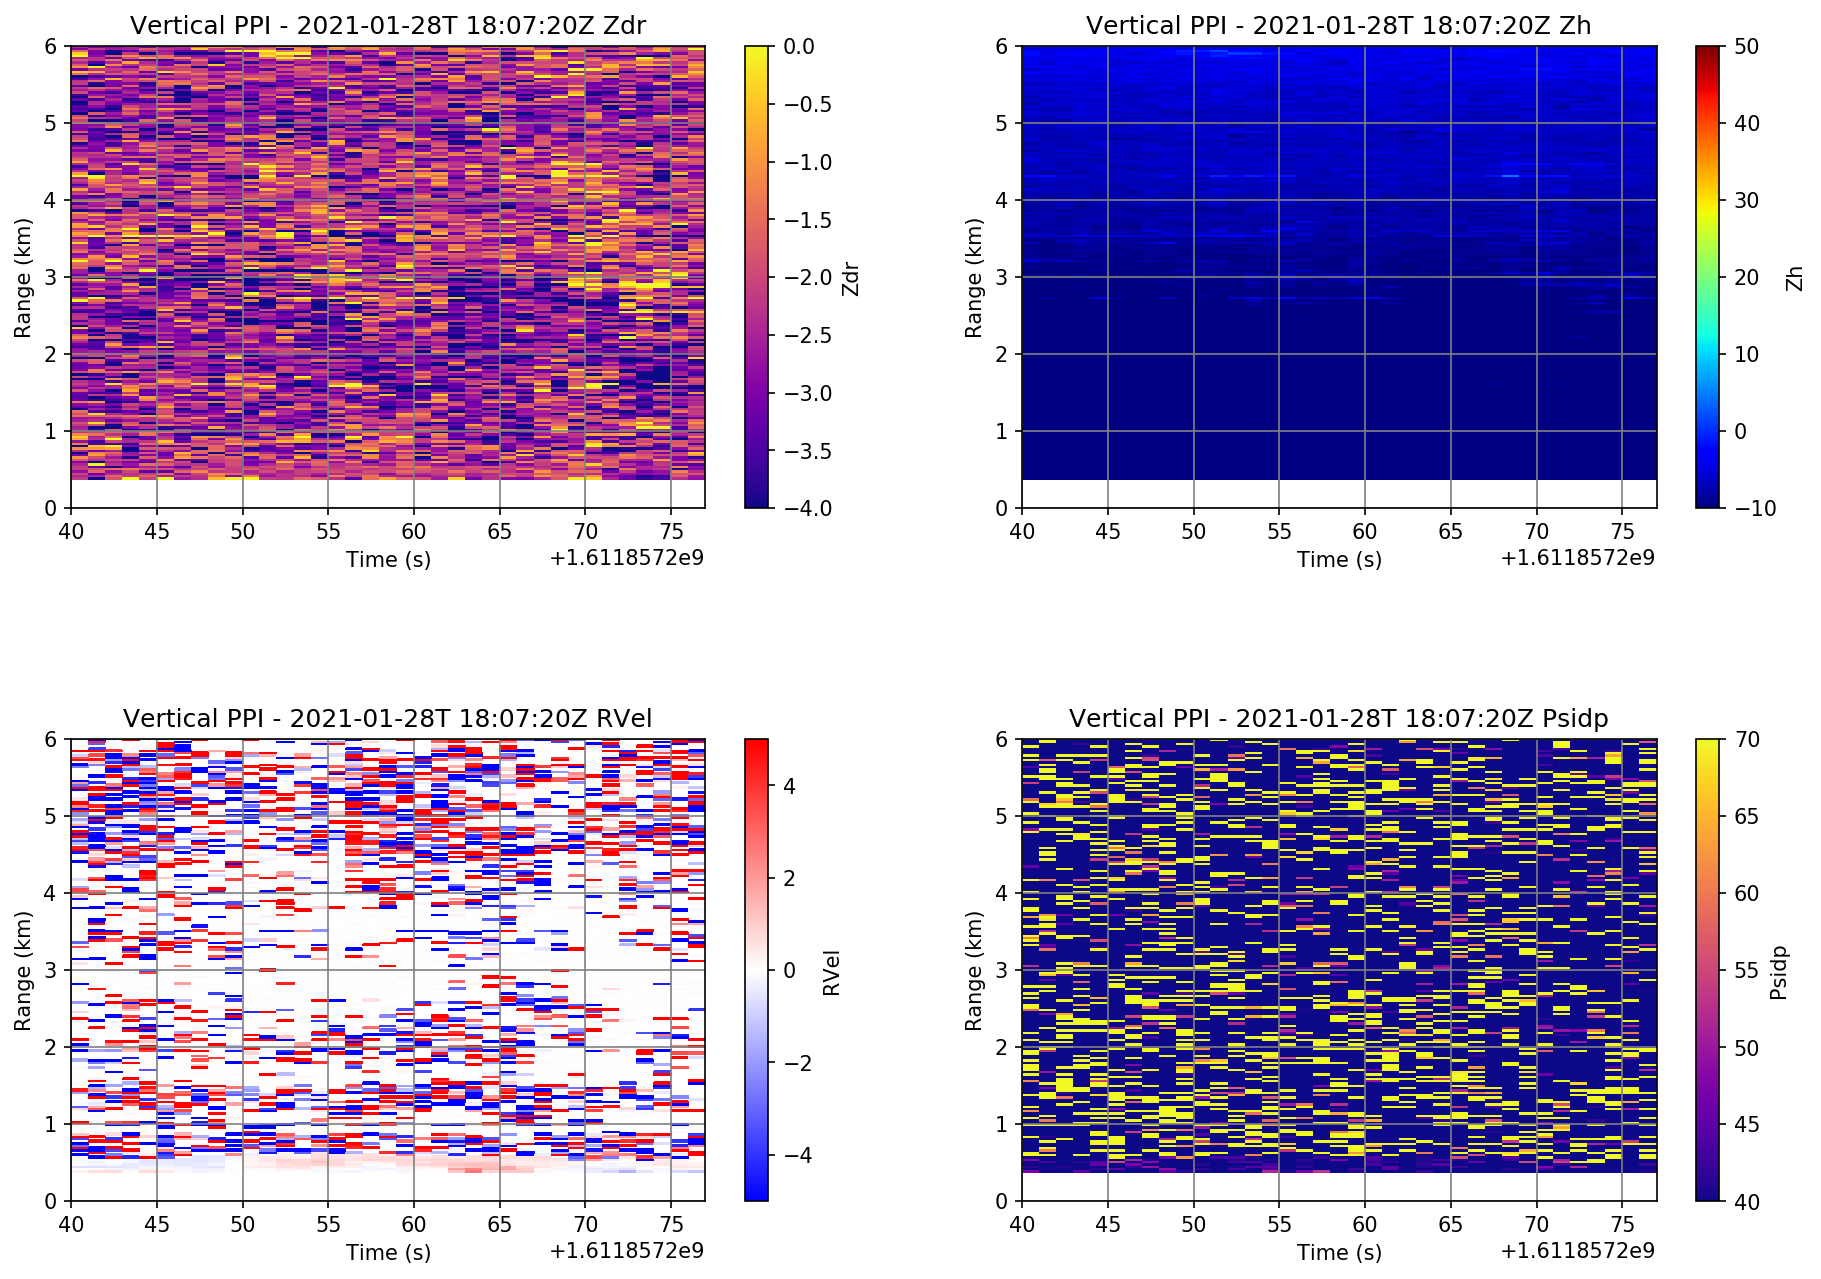 Vertical PPI - 2021-01-28T 18:07:20Z Zdr
6
5
4
3
2
1
0
Range (km)
40 45 50 55 60 65 70 75
Time (s)
+1.6118572e9
0.0
−0.5
−1.0
−1.5
−2.0
−2.5
−3.0
−3.5
−4.0
Zdr
Vertical PPI - 2021-01-28T 18:07:20Z Zh
6
5
4
3
2
1
0
Range (km)
40 45 50 55 60 65 70 75
Time (s)
+1.6118572e9
50
40
30
20
10
0
−10
Zh
Vertical PPI - 2021-01-28T 18:07:20Z RVel
6
5
4
3
2
1
0
Range (km)
40 45 50 55 60 65 70 75
Time (s)
+1.6118572e9
4
2
0
−2
−4
RVel
Vertical PPI - 2021-01-28T 18:07:20Z Psidp
6
5
4
3
2
1
0
Range (km)
40 45 50 55 60 65 70 75
Time (s)
+1.6118572e9
70
65
60
55
50
45
40
Psidp